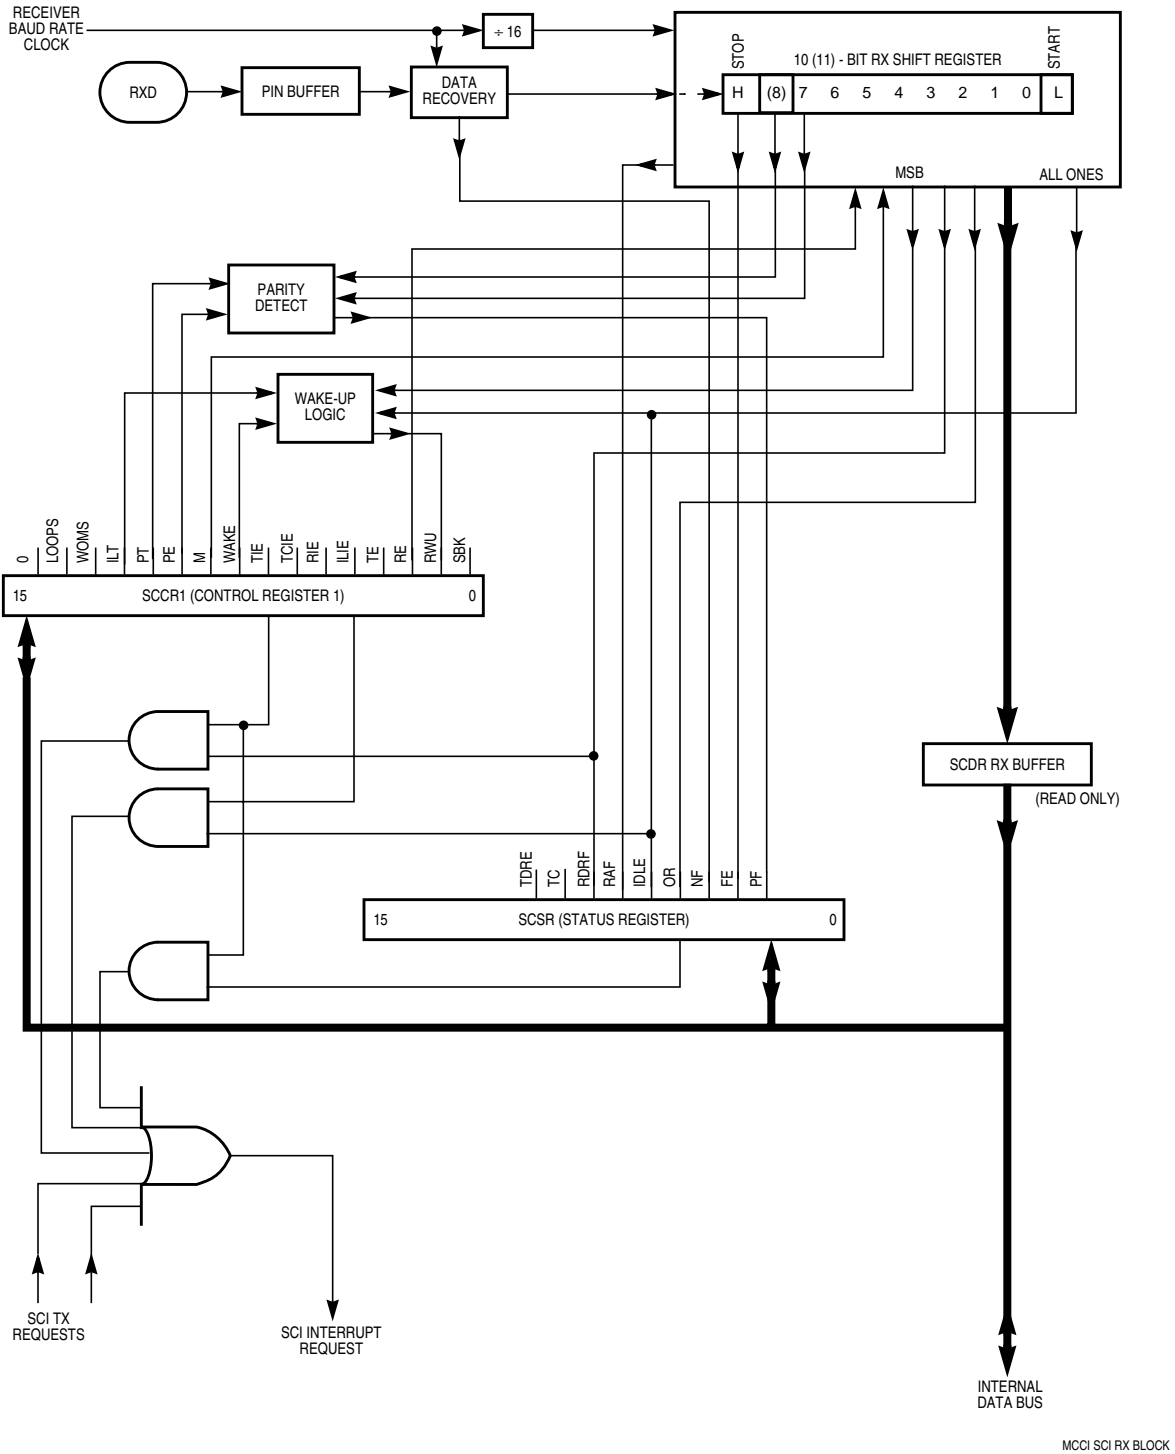 RECEIVER
BAUD RATE
CLOCK
÷ 16
RXD
PIN BUFFER
DATA
RECOVERY
STOP
10 (11) - BIT RX SHIFT REGISTER
START
H (8) 7 6 5 4 3 2 1 0 L
MSB
ALL ONES
PARITY
DETECT
WAKE-UP
LOGIC
0
LOOPS
WOMS
ILT
PT
PE
M
WAKE
TIE
TCIE
RIE
ILIE
TE
RE
RWU
SBK
15 SCCR1 (CONTROL REGISTER 1) 0
SCDR RX BUFFER
(READ ONLY)
TDRE
TC
RDRF
RAF
IDLE
OR
NF
FE
PF
15 SCSR (STATUS REGISTER) 0
SCI TX
REQUESTS
SCI INTERRUPT
REQUEST
INTERNAL
DATA BUS
MCCI SCI RX BLOCK